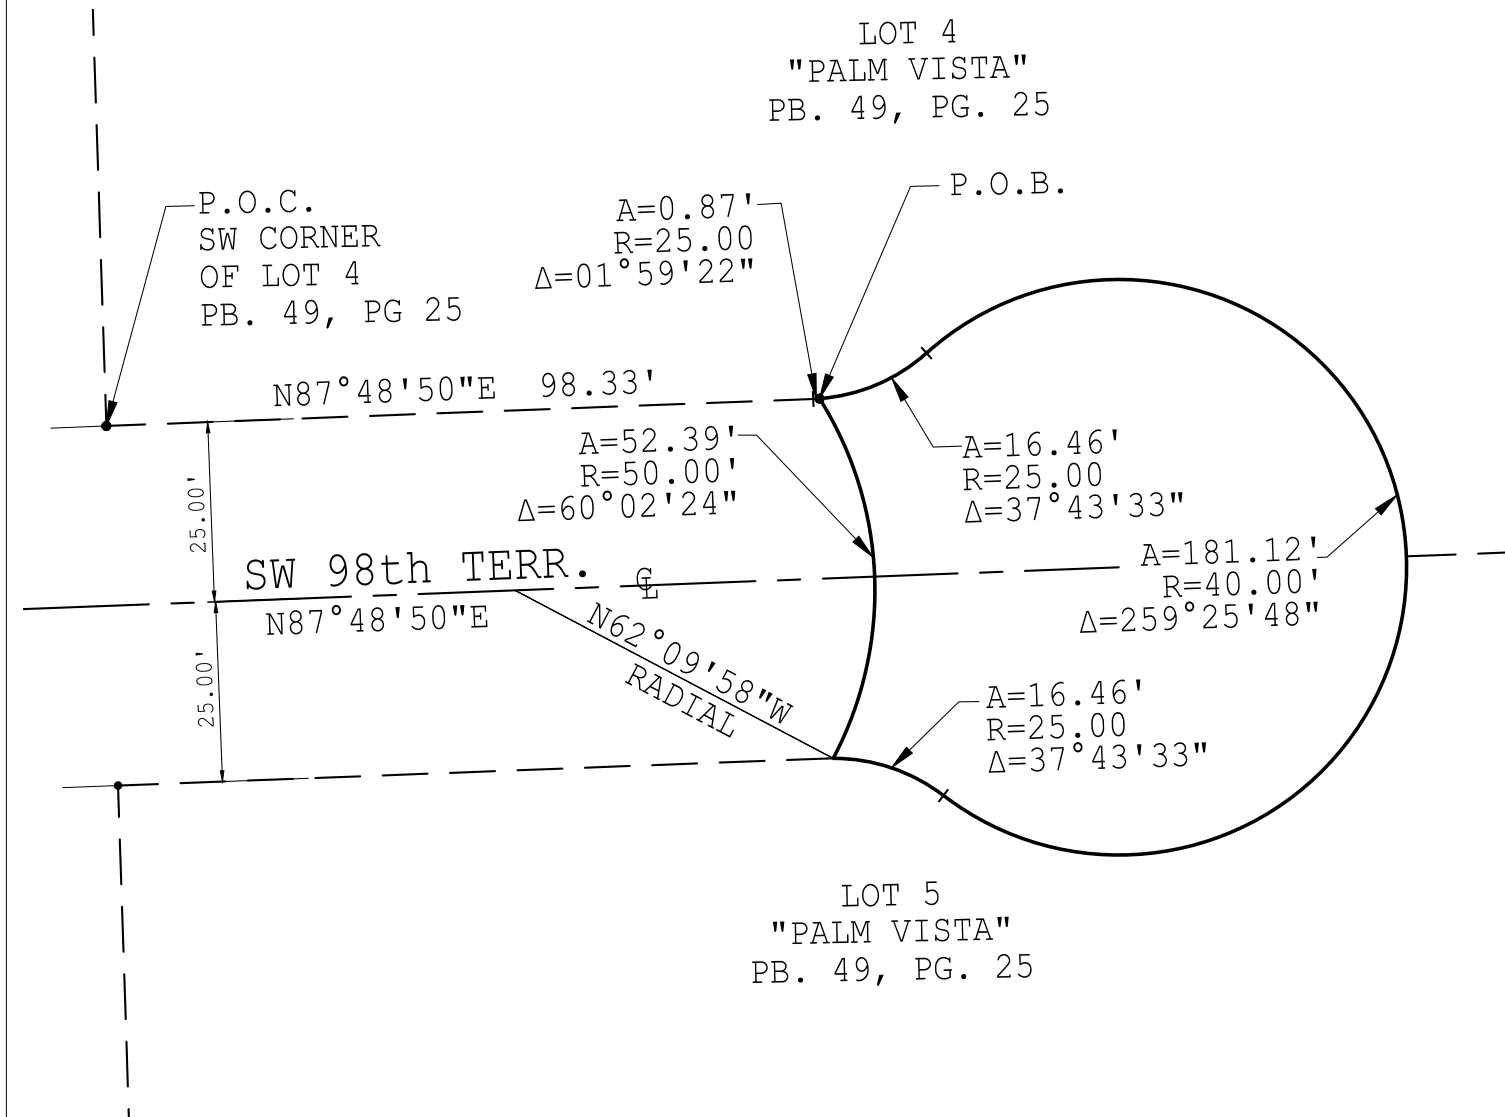 LOT 4
"PALM VISTA"
PB. 49, PG. 25
P.O.C.
SW CORNER
OF LOT 4
PB. 49, PG 25
A=0.87'
R=25.00
Δ=01°59'22"
P.O.B.
N87°48'50"E 98.33'
A=52.39'
R=50.00'
Δ=60°02'24"
A=16.46'
R=25.00
Δ=37°43'33"
25.00'
SW 98th TERR.
℄
N87°48'50"E
A=181.12'
R=40.00'
Δ=259°25'48"
N62°09'58"W
RADIAL
25.00'
A=16.46'
R=25.00
Δ=37°43'33"
LOT 5
"PALM VISTA"
PB. 49, PG. 25